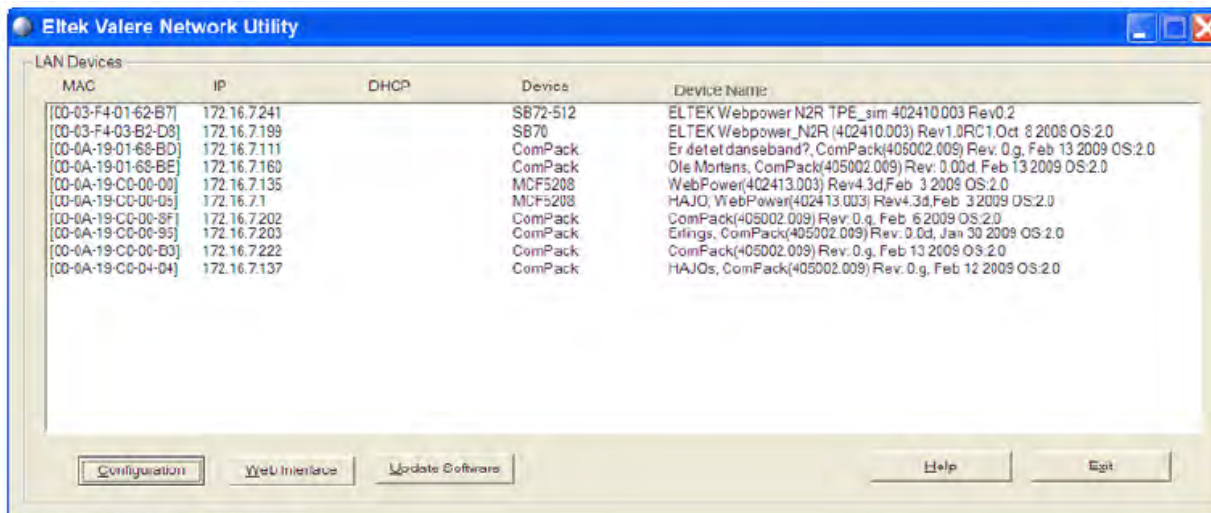 Eltek Valere Network Utility
LAN Devices
MAC IP DHCP Device Device Name
[00-03-F4-01-62-B7] 172.16.7.241 SB72-512 ELTEK Webpower N2R TPE_sim 402410.003 Rev0.2
[00-03-F4-03-B2-D8] 172.16.7.199 SB70 ELTEK Webpower_N2R (402410.003) Rev1.0RC1,Oct 8 2008 OS:2.0
[00-0A-19-01-68-BD] 172.16.7.111 ComPack Er det et danseband?, ComPack(405002.009) Rev: 0.g, Feb 13 2009 OS:2.0
[00-0A-19-01-68-BE] 172.16.7.160 ComPack Ole Mortens, ComPack(405002.009) Rev: 0.00d, Feb 13 2009 OS:2.0
[00-0A-19-C0-00-00] 172.16.7.135 MCF5208 WebPower(402413.003) Rev4.3d,Feb 3 2009 OS:2.0
[00-0A-19-C0-00-05] 172.16.7.1 MCF5208 HAJO, WebPower(402413.003) Rev4.3d,Feb 3 2009 OS:2.0
[00-0A-19-C0-00-8F] 172.16.7.202 ComPack ComPack(405002.009) Rev: 0.g, Feb 6 2009 OS:2.0
[00-0A-19-C0-00-95] 172.16.7.203 ComPack Erlings, ComPack(405002.009) Rev: 0.0d, Jan 30 2009 OS:2.0
[00-0A-19-C0-00-B3] 172.16.7.222 ComPack ComPack(405002.009) Rev: 0.g, Feb 13 2009 OS:2.0
[00-0A-19-C0-04-04] 172.16.7.137 ComPack HAJOs, ComPack(405002.009) Rev: 0.g, Feb 12 2009 OS:2.0
Configuration Web Interface Update Software Help Exit